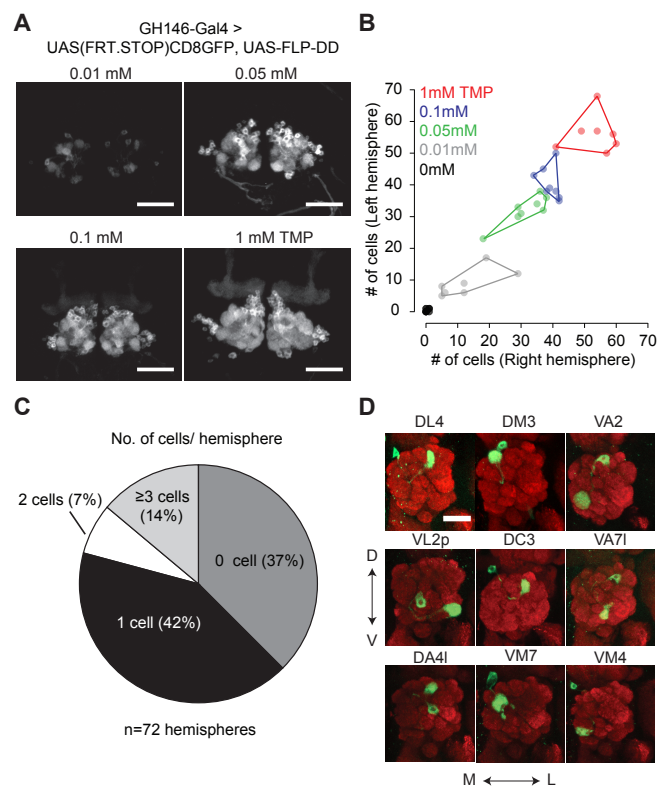 A
GH146-Gal4 >
UAS(FRT.STOP)CD8GFP, UAS-FLP-DD
0.01 mM
0.05 mM
0.1 mM
1 mM TMP
B
70
60
50
40
30
20
10
0
0
10
20
30
40
50
60
70
# of cells (Left hemisphere)
# of cells (Right hemisphere)
1mM TMP
0.1mM
0.05mM
0.01mM
0mM
C
No. of cells/ hemisphere
2 cells (7%)
≥3 cells
(14%)
0 cell (37%)
1 cell (42%)
n=72 hemispheres
D
DL4
DM3
VA2
VL2p
DC3
VA7l
DA4l
VM7
VM4
D
V
M
L